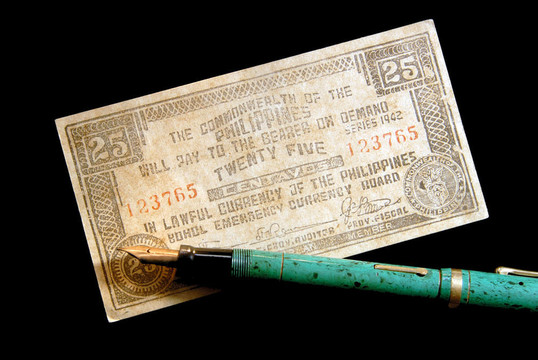 25
25
THE COMMONWEALTH OF THE
PHILIPPINES
WILL PAY TO THE BEARER ON DEMAND
SERIES 1942
TWENTY FIVE
123765
CENTAVOS
123765
IN LAWFUL CURRENCY OF THE PHILIPPINES
BOHOL EMERGENCY CURRENCY BOARD
PROV. AUDITOR
PROV. FISCAL
MEMBER